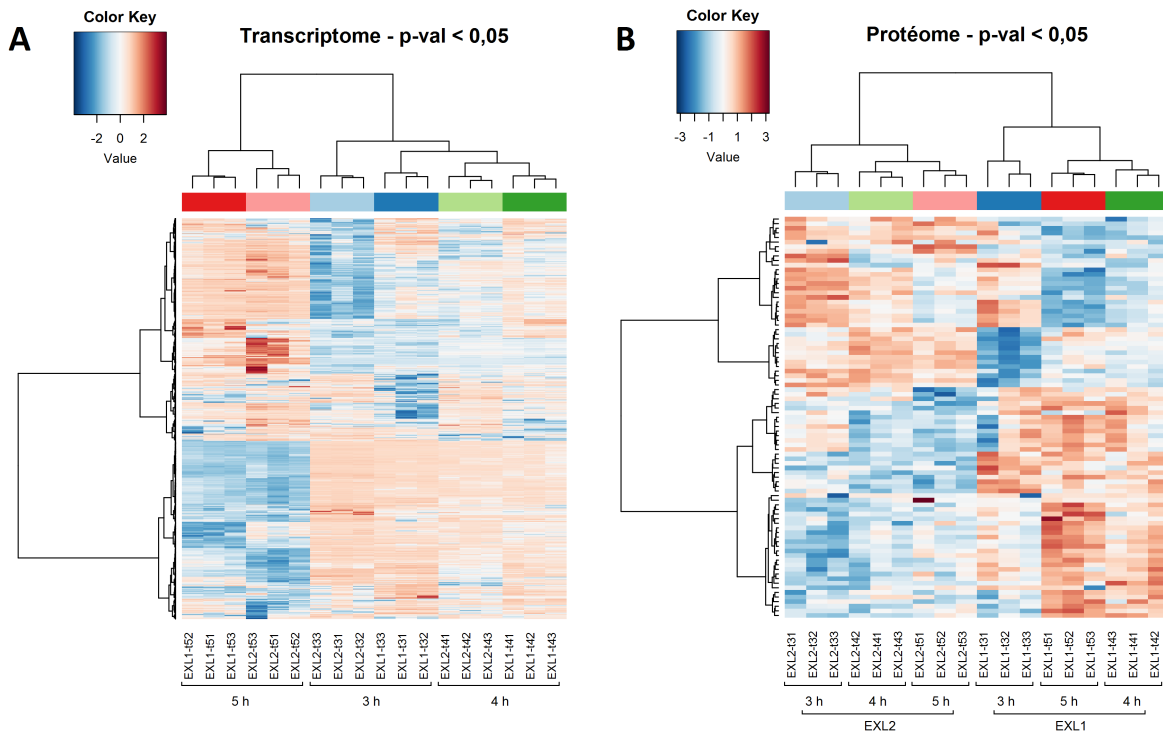 A
Color Key
-2 0 2
Value
Transcriptome - p-val < 0,05
EXL1-t52
EXL1-t51
EXL1-t53
EXL2-t53
EXL2-t51
EXL2-t52
EXL2-t33
EXL2-t31
EXL2-t32
EXL1-t33
EXL1-t31
EXL1-t32
EXL2-t41
EXL2-t42
EXL2-t43
EXL1-t41
EXL1-t42
EXL1-t43
5 h 3 h 4 h
B
Color Key
-3 -1 1 3
Value
Protéome - p-val < 0,05
EXL2-t31
EXL2-t32
EXL2-t33
EXL2-t42
EXL2-t41
EXL2-t43
EXL2-t51
EXL2-t52
EXL2-t53
EXL1-t31
EXL1-t32
EXL1-t33
EXL1-t51
EXL1-t52
EXL1-t53
EXL1-t43
EXL1-t41
EXL1-t42
3 h 4 h 5 h 3 h 5 h 4 h
EXL2 EXL1